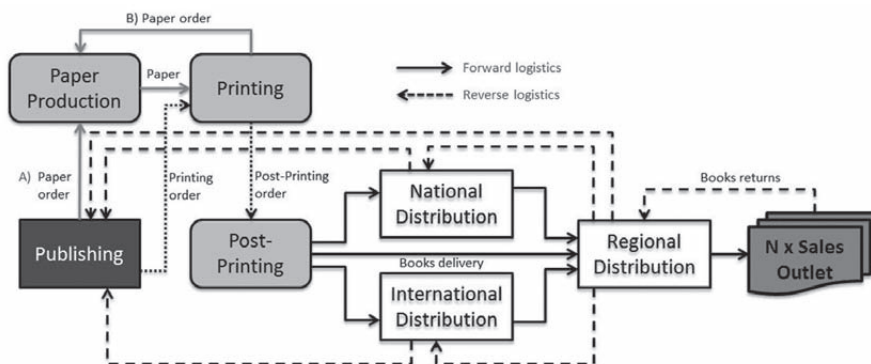 B) Paper order
Paper
Production
Paper
Printing
Forward logistics
Reverse logistics
A) Paper
order
Printing
order
Post-Printing
order
National
Distribution
Books returns
Publishing
Post-
Printing
Books delivery
Regional
Distribution
N x Sales
Outlet
International
Distribution